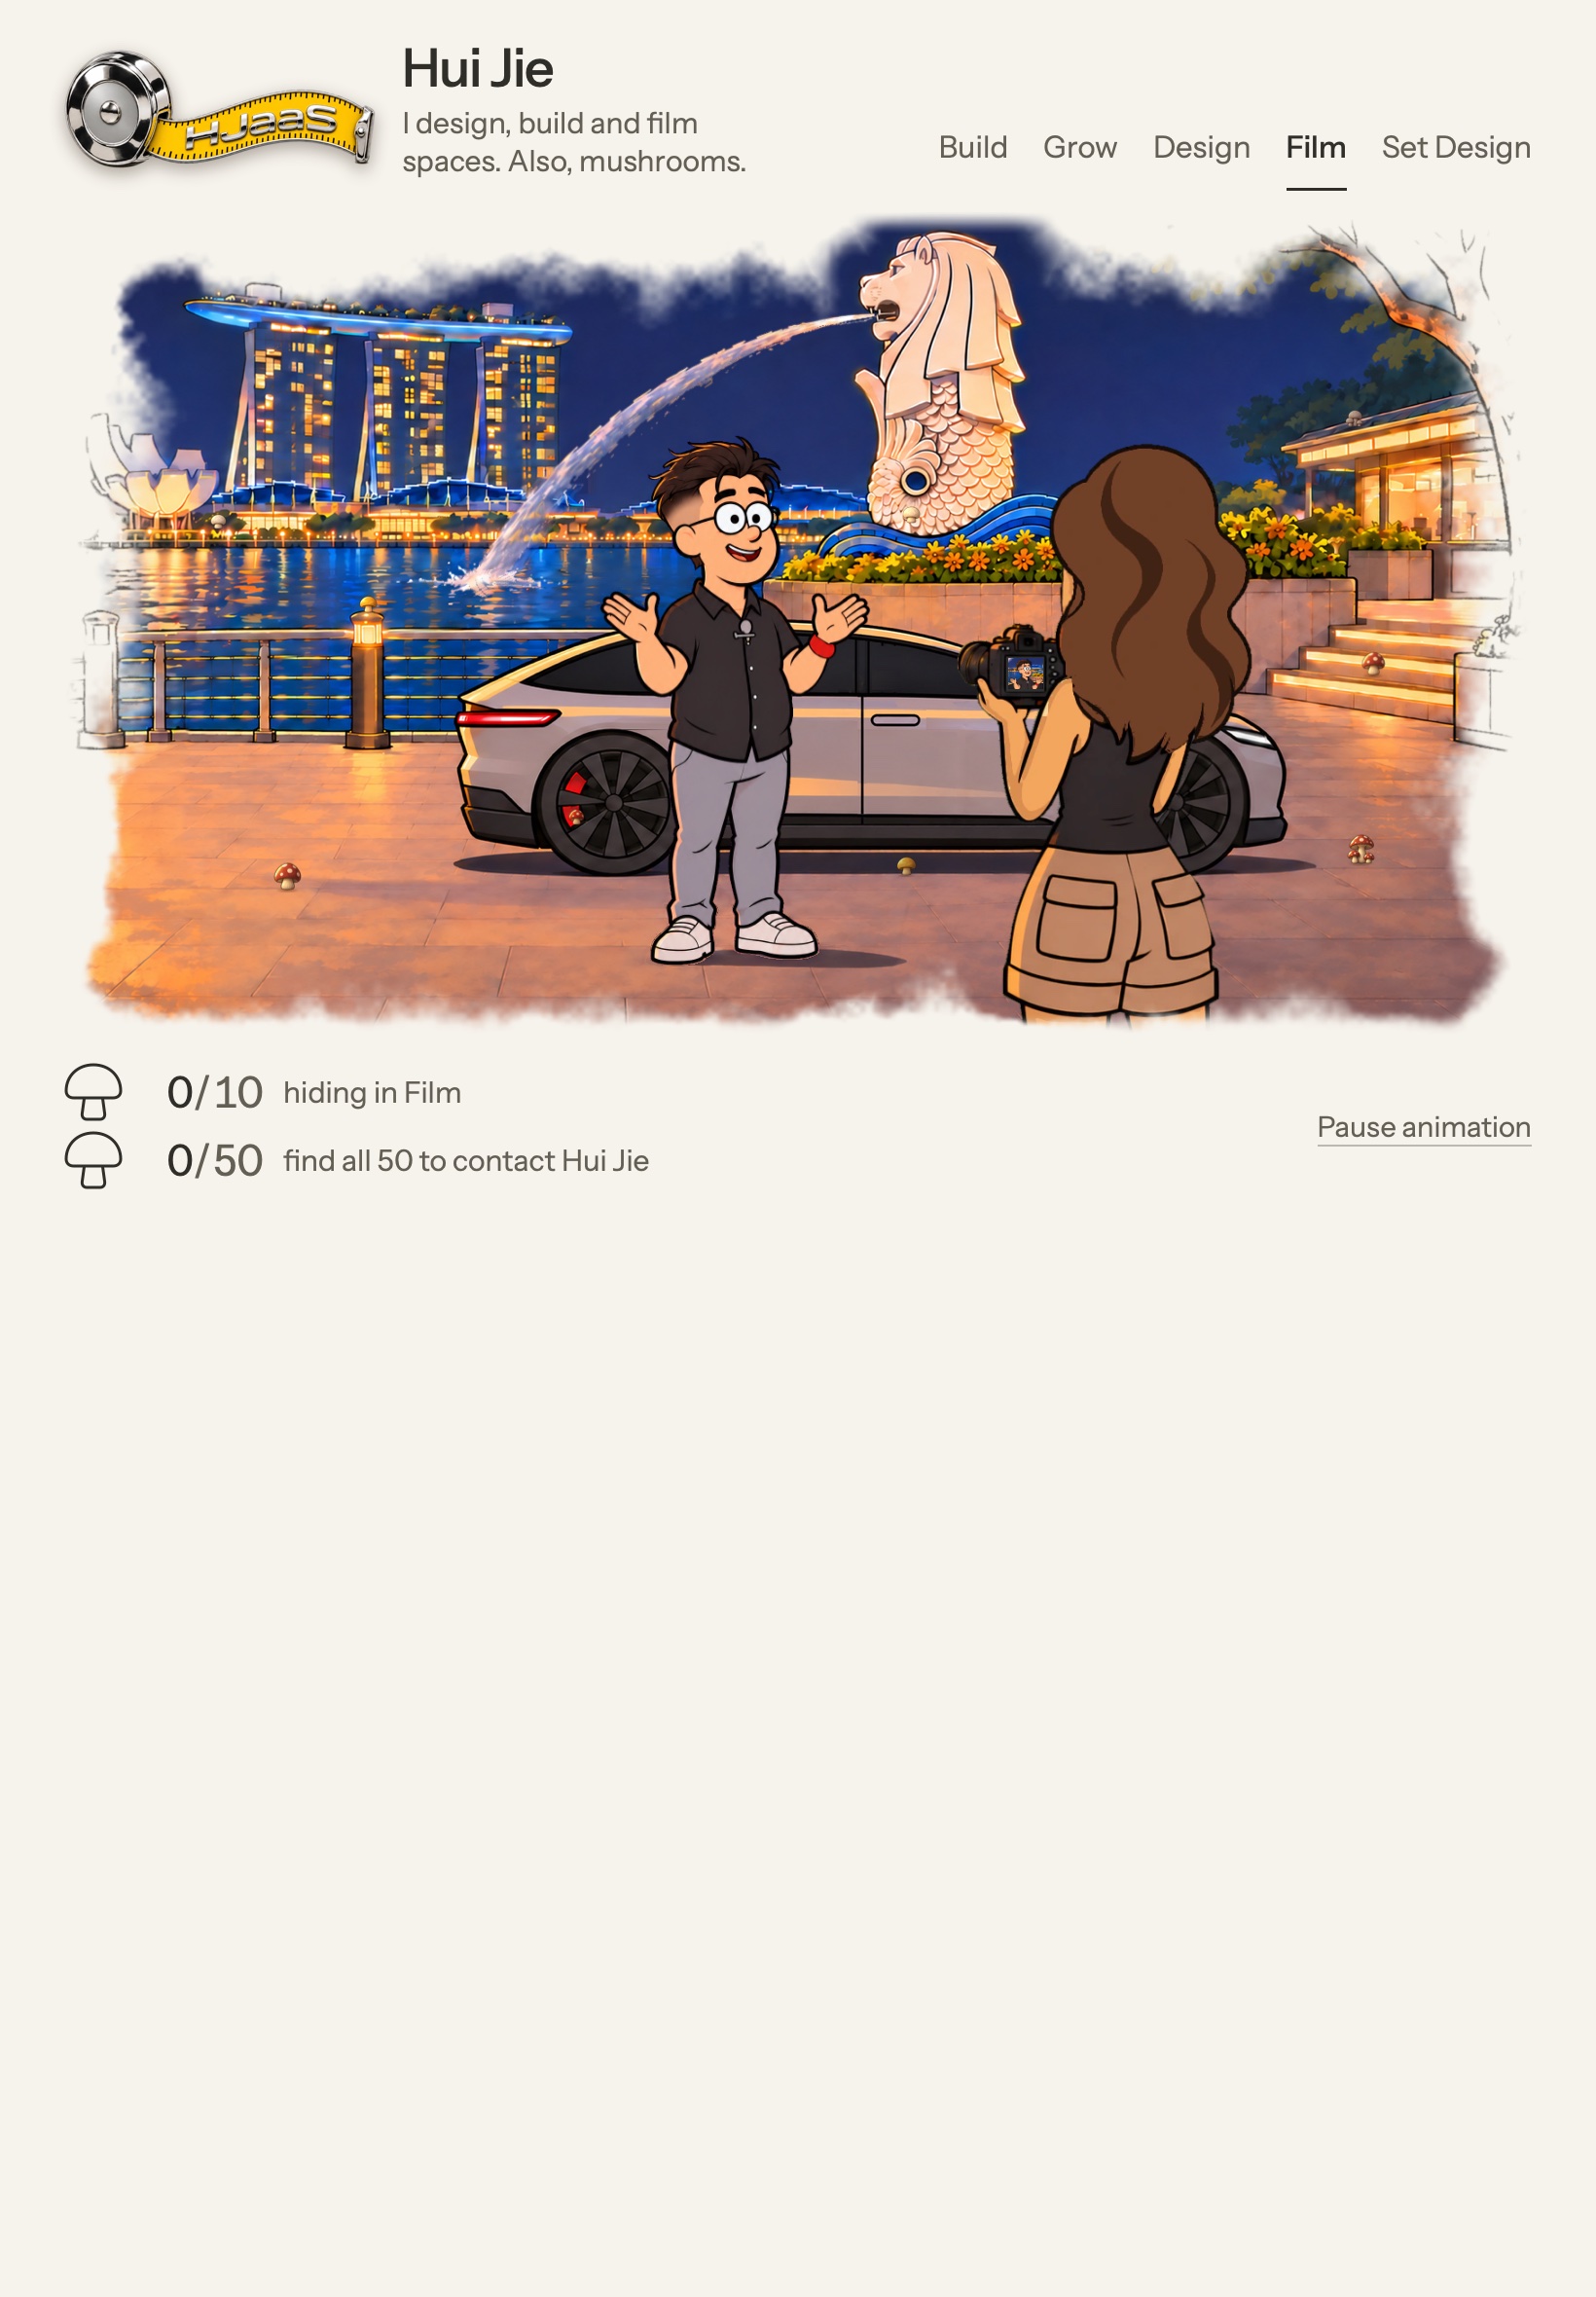 HJaaS
Hui Jie
I design, build and film
spaces. Also, mushrooms.
Build Grow Design Film Set Design
0/10 hiding in Film
0/50 find all 50 to contact Hui Jie
Pause animation